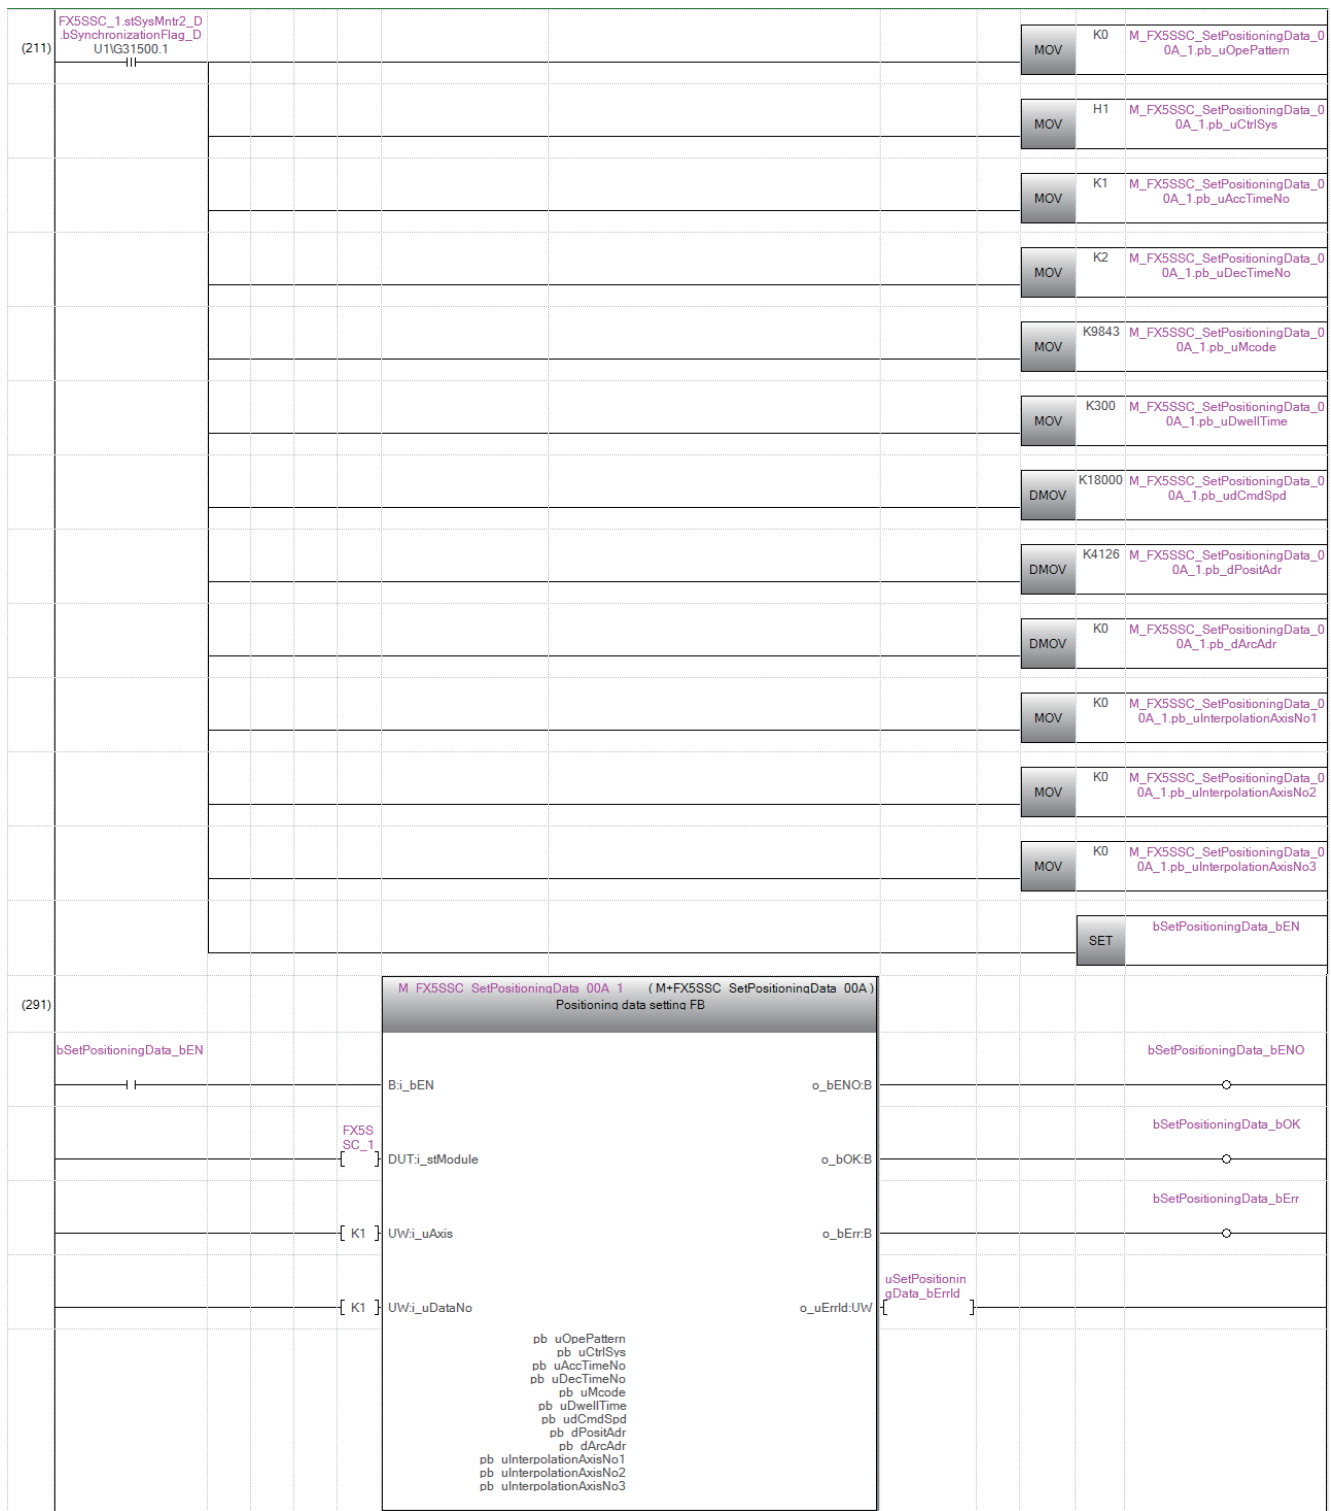 FX5SSC_1.stSysMntr2_D
.bSynchronizationFlag_D
(211)
U1\G31500.1
MOV
K0
M_FX5SSC_SetPositioningData_0
0A_1.pb_uOpePattern
MOV
H1
M_FX5SSC_SetPositioningData_0
0A_1.pb_uCtrlSys
MOV
K1
M_FX5SSC_SetPositioningData_0
0A_1.pb_uAccTimeNo
MOV
K2
M_FX5SSC_SetPositioningData_0
0A_1.pb_uDecTimeNo
MOV
K9843
M_FX5SSC_SetPositioningData_0
0A_1.pb_uMcode
MOV
K300
M_FX5SSC_SetPositioningData_0
0A_1.pb_uDwellTime
DMOV
K18000
M_FX5SSC_SetPositioningData_0
0A_1.pb_udCmdSpd
DMOV
K4126
M_FX5SSC_SetPositioningData_0
0A_1.pb_dPositAdr
DMOV
K0
M_FX5SSC_SetPositioningData_0
0A_1.pb_dArcAdr
MOV
K0
M_FX5SSC_SetPositioningData_0
0A_1.pb_uInterpolationAxisNo1
MOV
K0
M_FX5SSC_SetPositioningData_0
0A_1.pb_uInterpolationAxisNo2
MOV
K0
M_FX5SSC_SetPositioningData_0
0A_1.pb_uInterpolationAxisNo3
SET
bSetPositioningData_bEN
(291)
M_FX5SSC_SetPositioningData_00A_1 (M+FX5SSC_SetPositioningData_00A)
Positioning data setting FB
bSetPositioningData_bEN
B:i_bEN
o_bENO:B
bSetPositioningData_bENO
FX5S
SC_1
DUT:i_stModule
o_bOK:B
bSetPositioningData_bOK
K1
UW:i_uAxis
o_bErr:B
bSetPositioningData_bErr
K1
UW:i_uDataNo
o_uErrId:UW
uSetPositionin
gData_bErrId
pb_uOpePattern
pb_uCtrlSys
pb_uAccTimeNo
pb_uDecTimeNo
pb_uMcode
pb_uDwellTime
pb_udCmdSpd
pb_dPositAdr
pb_dArcAdr
pb_uInterpolationAxisNo1
pb_uInterpolationAxisNo2
pb_uInterpolationAxisNo3